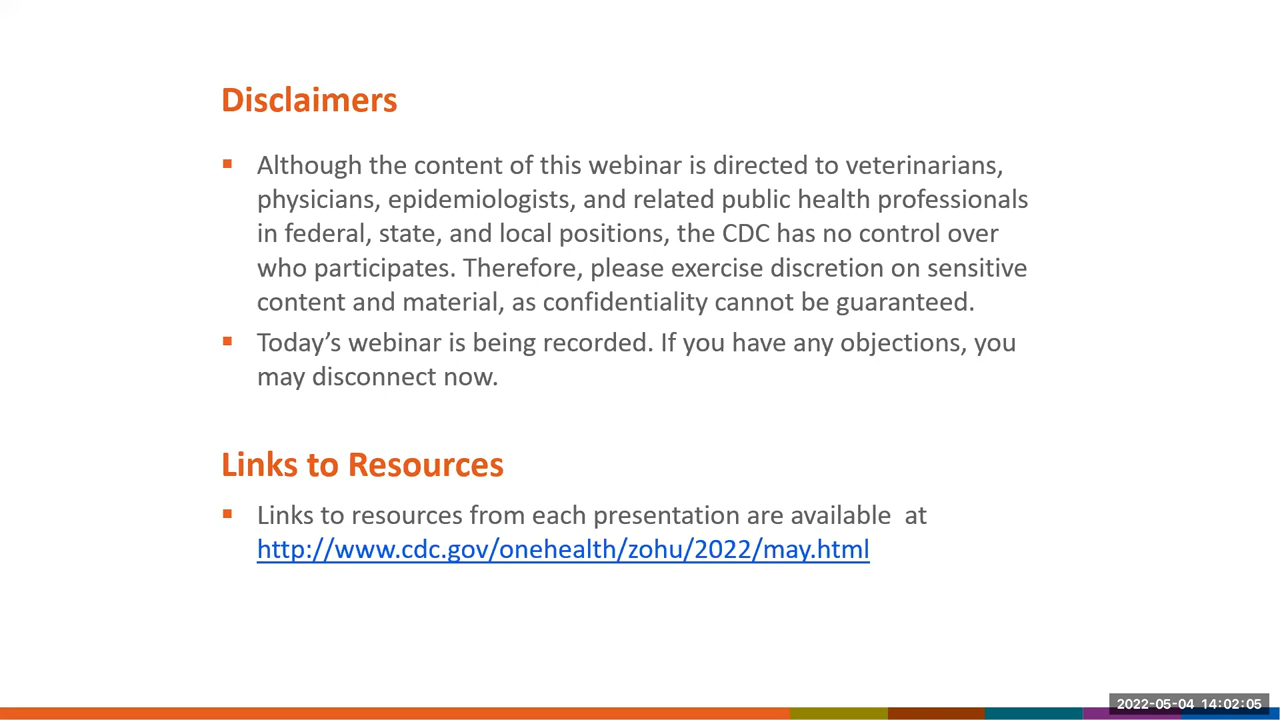 Disclaimers
▪ Although the content of this webinar is directed to veterinarians,
physicians, epidemiologists, and related public health professionals
in federal, state, and local positions, the CDC has no control over
who participates. Therefore, please exercise discretion on sensitive
content and material, as confidentiality cannot be guaranteed.
▪ Today’s webinar is being recorded. If you have any objections, you
may disconnect now.
Links to Resources
▪ Links to resources from each presentation are available  at
http://www.cdc.gov/onehealth/zohu/2022/may.html
2022-05-04 14:02:05